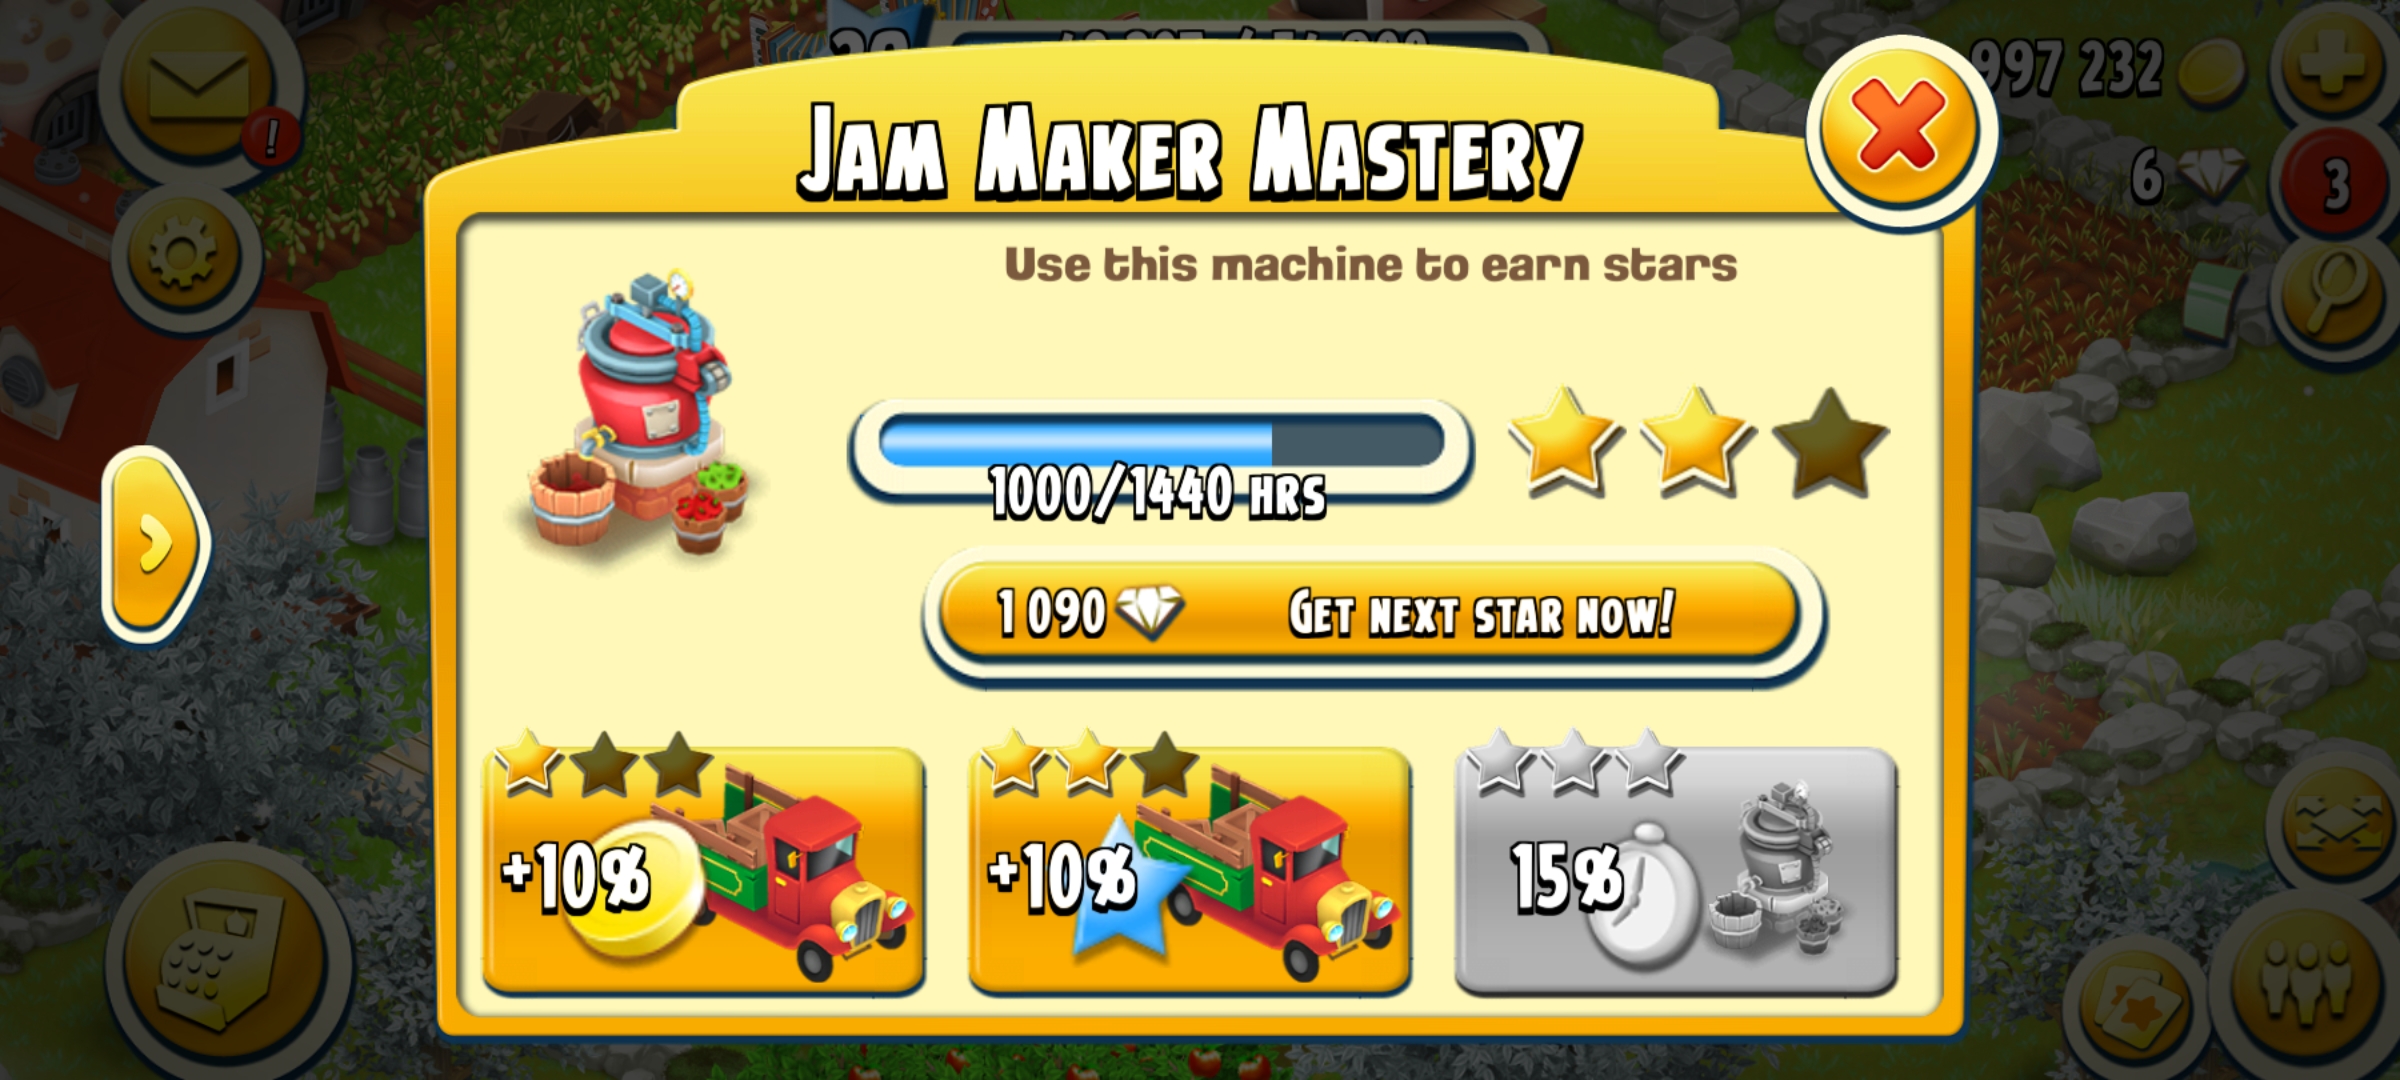 997 232
JAM MAKER MASTERY
!
6
3
Use this machine to earn stars
1000/1440 HRS
1 090
GET NEXT STAR NOW!
+10%
+10%
15%